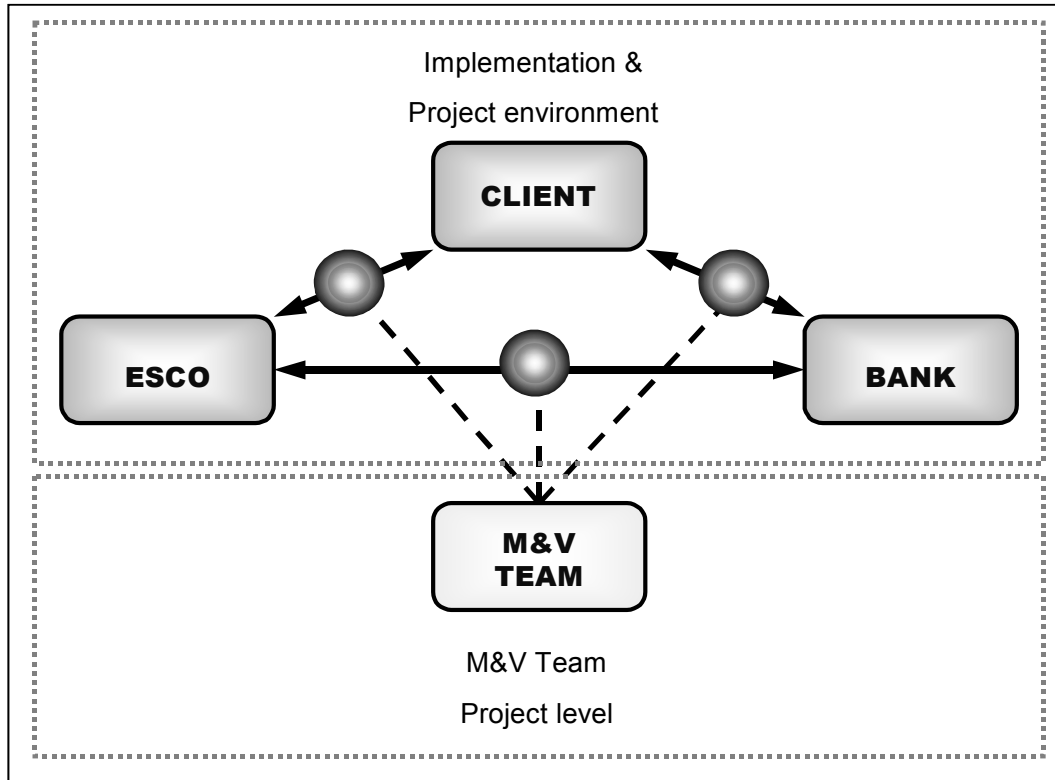 Implementation &
Project environment
CLIENT
ESCO
BANK
M&V
TEAM
M&V Team
Project level